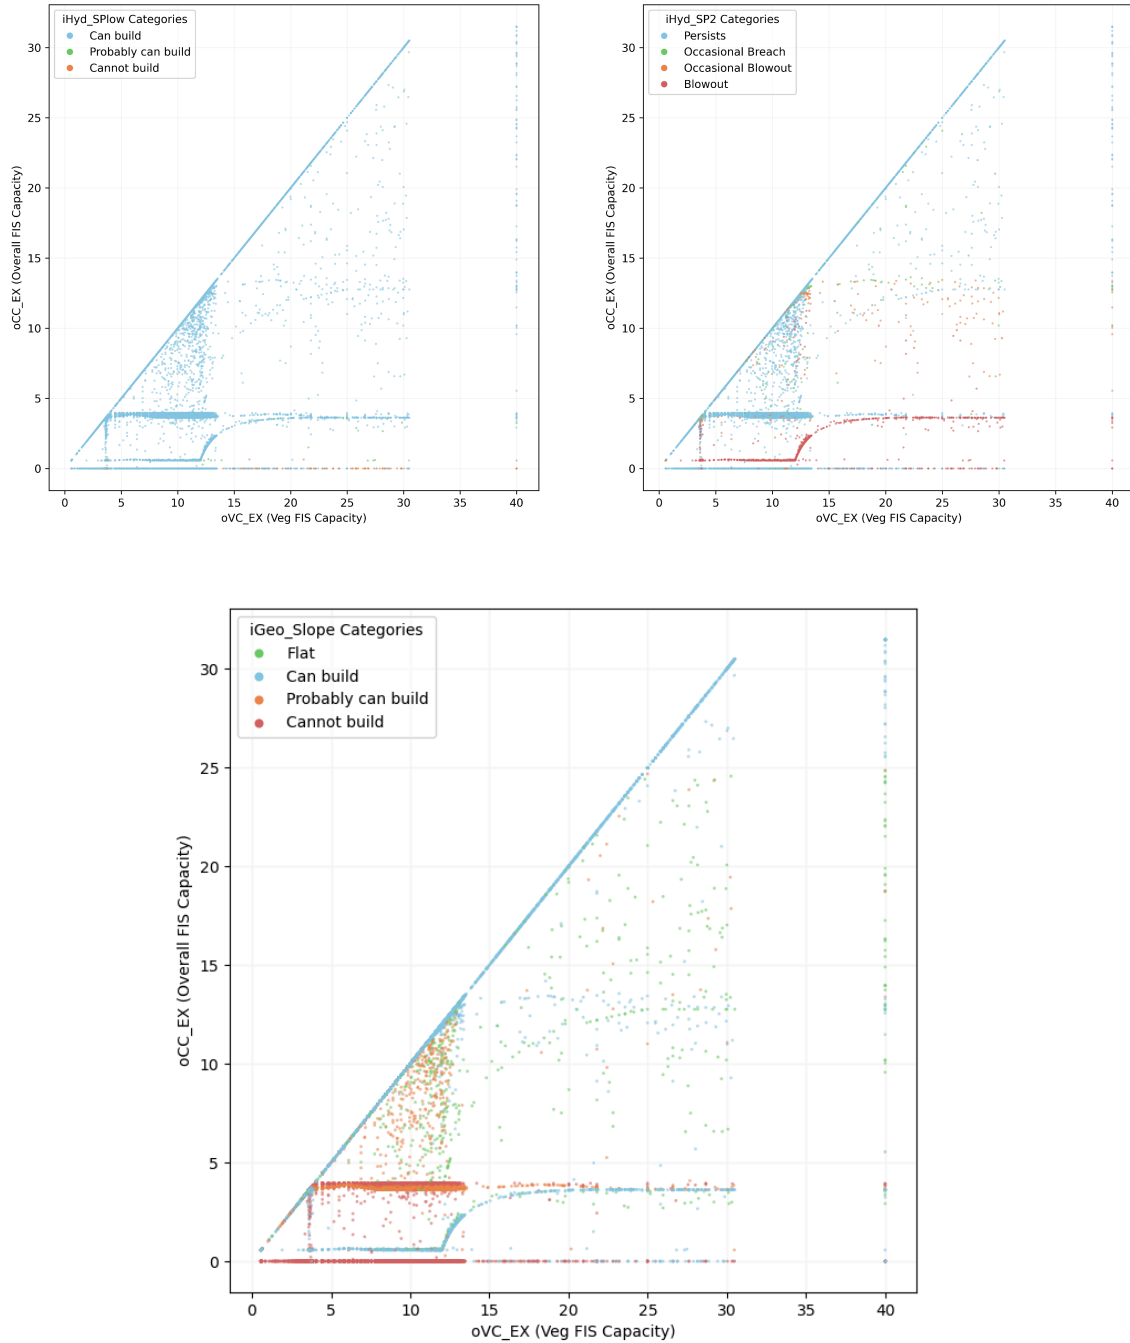 iHyd_SPlow Categories
Can build
Probably can build
Cannot build
30
25
20
15
10
5
0
oCC_EX (Overall FIS Capacity)
0 5 10 15 20 25 30 35 40
oVC_EX (Veg FIS Capacity)
iHyd_SP2 Categories
Persists
Occasional Breach
Occasional Blowout
Blowout
30
25
20
15
10
5
0
oCC_EX (Overall FIS Capacity)
0 5 10 15 20 25 30 35 40
oVC_EX (Veg FIS Capacity)
iGeo_Slope Categories
Flat
Can build
Probably can build
Cannot build
30
25
20
15
10
5
0
oCC_EX (Overall FIS Capacity)
0 5 10 15 20 25 30 35 40
oVC_EX (Veg FIS Capacity)